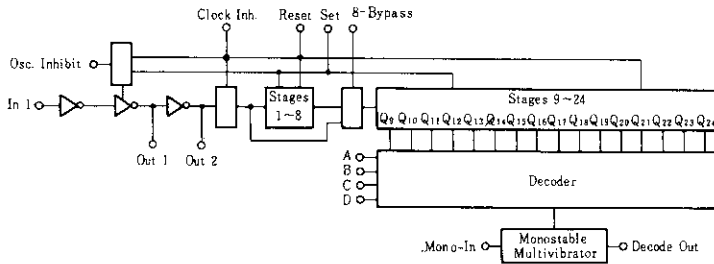 Clock Inh.
Reset Set
8-Bypass
Osc. Inhibit
In 1
Stages
1~8
Stages 9~24
Q9 Q10 Q11 Q12 Q13 Q14 Q15 Q16 Q17 Q18 Q19 Q20 Q21 Q22 Q23 Q24
Out 1
Out 2
A
B
C
D
Decoder
Mono-In
Monostable
Multivibrator
Decode Out